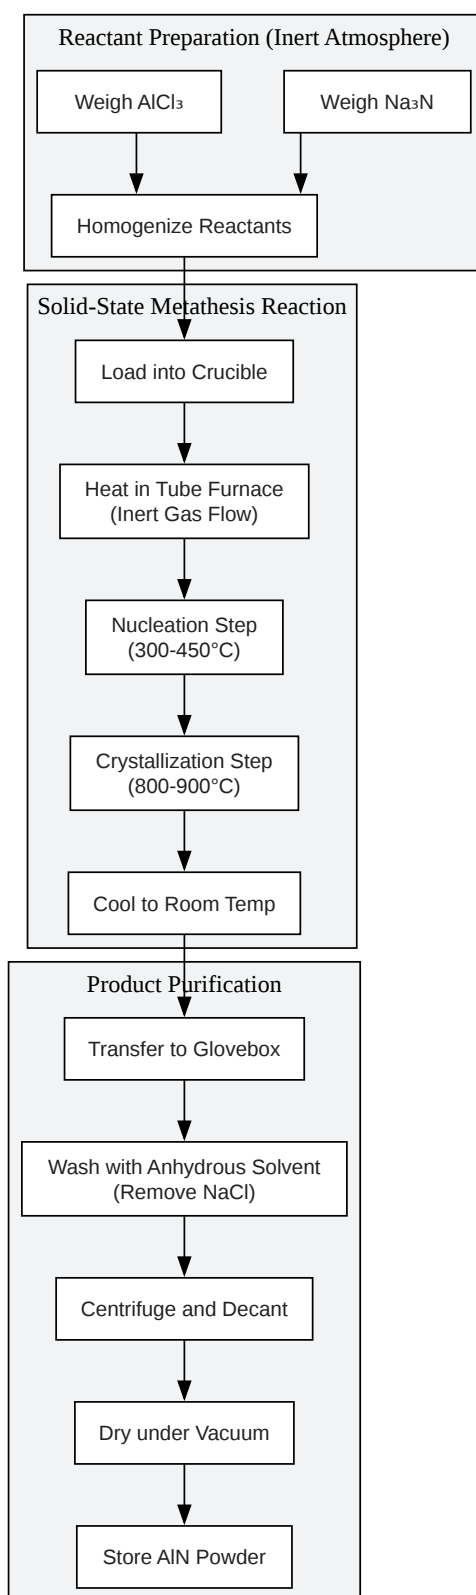 Reactant Preparation (Inert Atmosphere)
Weigh AlCl₃
Weigh Na₃N
Homogenize Reactants
Solid-State Metathesis Reaction
Load into Crucible
Heat in Tube Furnace
(Inert Gas Flow)
Nucleation Step
(300-450°C)
Crystallization Step
(800-900°C)
Cool to Room Temp
Product Purification
Transfer to Glovebox
Wash with Anhydrous Solvent
(Remove NaCl)
Centrifuge and Decant
Dry under Vacuum
Store AlN Powder